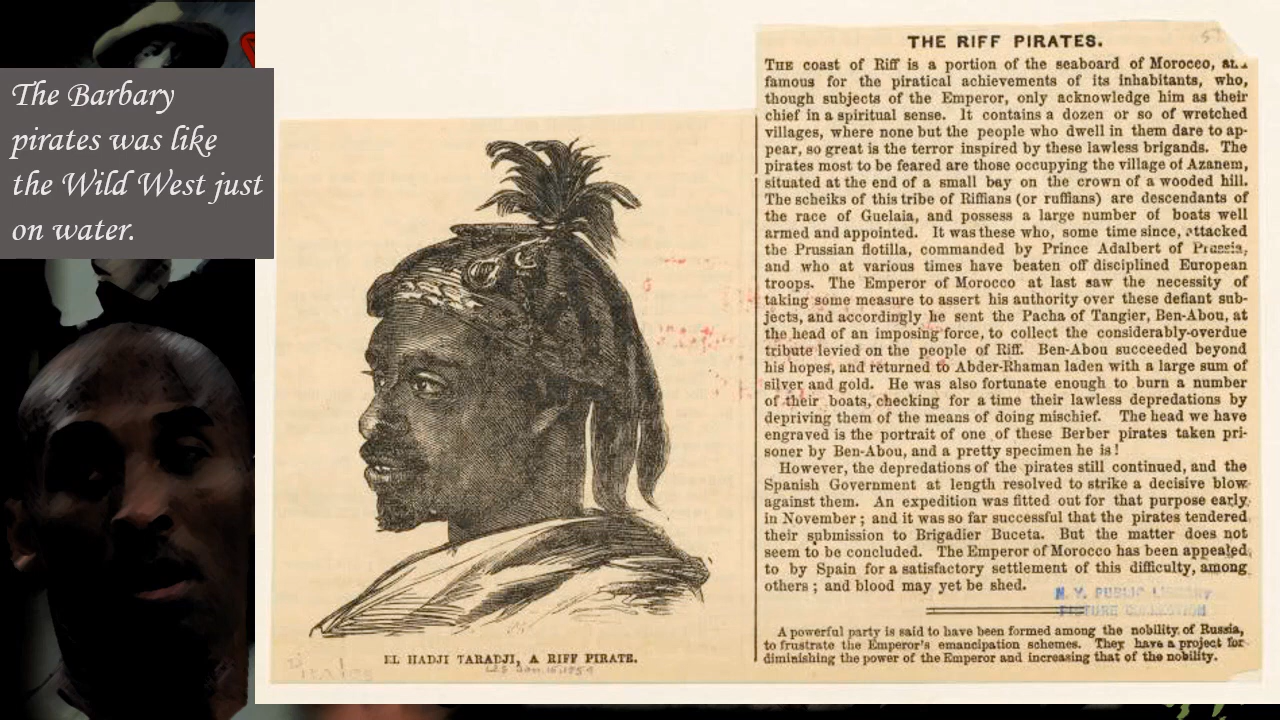 The Barbary
pirates was like
the Wild West just
on water.
THE RIFF PIRATES.
THE coast of Riff is a portion of the seaboard of Morocco,
famous for the piratical achievements of its inhabitants, who,
though subjects of the Emperor, only acknowledge him as their
chief in a spiritual sense. It contains a dozen or so of wretched
villages, where none but the people who dwell in them dare to ap-
pear, so great is the terror inspired by these lawless brigands. The
pirates most to be feared are those occupying the village of Azanem,
situated at the end of a small bay on the crown of a wooded hill.
The scheiks of this tribe of Riffians (or ruffians) are descendants of
the race of Guelaia, and possess a large number of boats well
armed and appointed. It was these who, some time since, attacked
the Prussian flotilla, commanded by Prince Adalbert of Prussia,
and who at various times have beaten off disciplined European
troops. The Emperor of Morocco at last saw the necessity of
taking some measure to assert his authority over these defiant sub-
jects, and accordingly he sent the Pacha of Tangier, Ben-Abou, at
the head of an imposing force, to collect the considerably-overdue
tribute levied on the people of Riff. Ben-Abou succeeded beyond
his hopes, and returned to Abder-Rhaman laden with a large sum of
silver and gold. He was also fortunate enough to burn a number
of their boats, checking for a time their lawless depredations by
depriving them of the means of doing mischief. The head we have
engraved is the portrait of one of these Berber pirates taken pri-
soner by Ben-Abou, and a pretty specimen he is!
However, the depredations of the pirates still continued, and the
Spanish Government at length resolved to strike a decisive blow
against them. An expedition was fitted out for that purpose early
in November; and it was so far successful that the pirates tendered
their submission to Brigadier Buceta. But the matter does not
seem to be concluded. The Emperor of Morocco has been appealed
to by Spain for a satisfactory settlement of this difficulty, among
others; and blood may yet be shed.
N. Y. PUBLIC LIBRARY
PICTURE COLLECTION
A powerful party is said to have been formed among the nobility of Russia,
to frustrate the Emperor's emancipation schemes. They have a project for
diminishing the power of the Emperor and increasing that of the nobility.
EL HADJI TARADJI, A RIFF PIRATE.